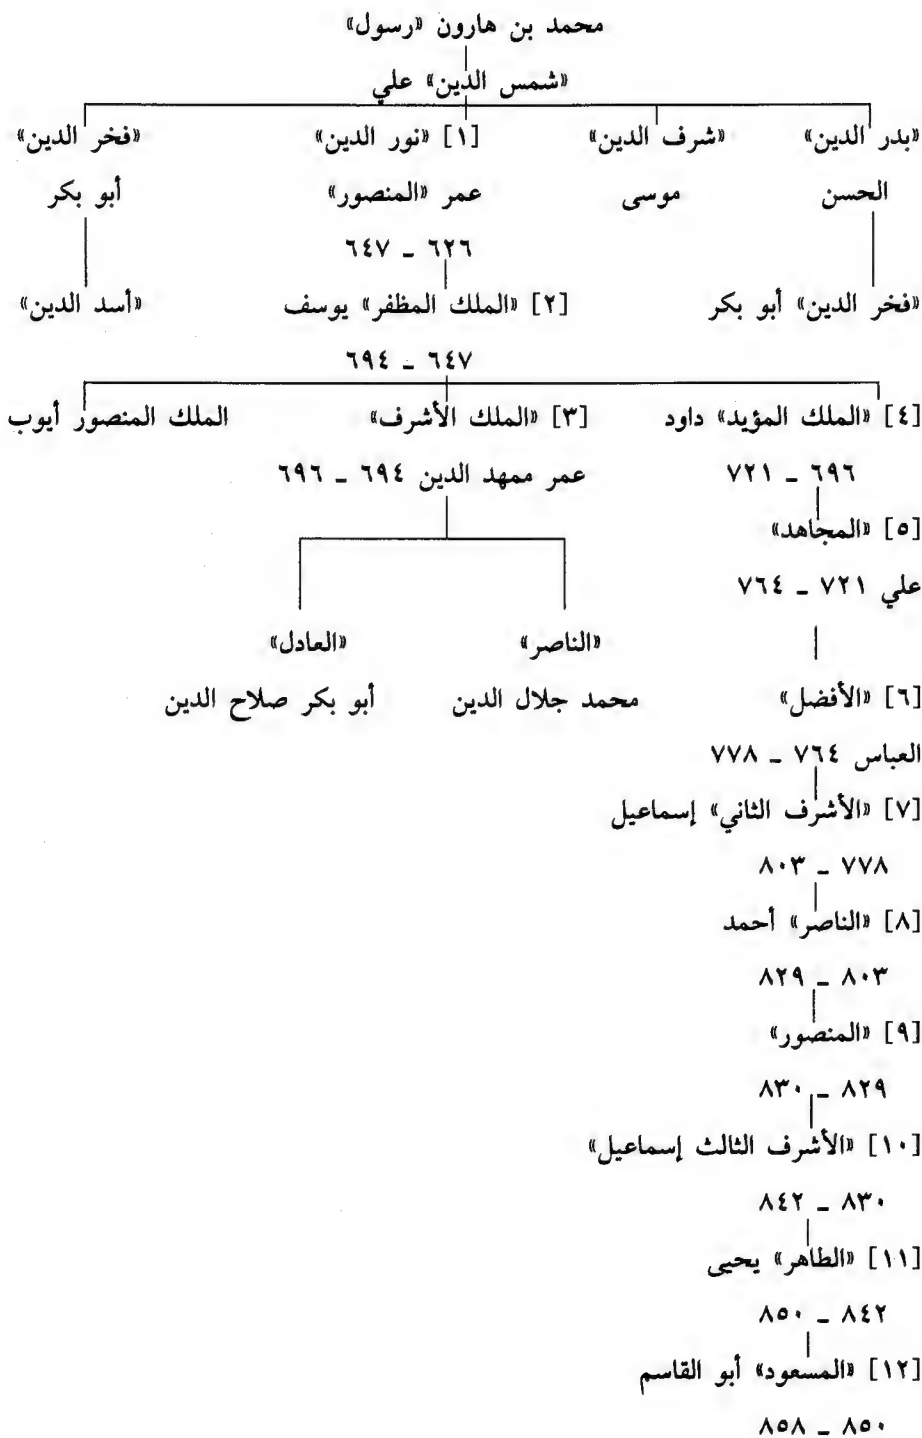 محمد بن هارون «رسول»
«شمس الدين» علي
«بدر الدين» «شرف الدين» [١] «نور الدين» «فخر الدين»
الحسن موسى عمر «المنصور» أبو بكر
٦٢٦ - ٦٤٧
«فخر الدين» أبو بكر [٢] «الملك المظفر» يوسف «أسد الدين»
٦٤٧ - ٦٩٤
[٤] «الملك المؤيد» داود [٣] «الملك الأشرف» الملك المنصور أيوب
٦٩٦ - ٧٢١ عمر ممهد الدين ٦٩٤ - ٦٩٦
[٥] «المجاهد»
علي ٧٢١ - ٧٦٤
«الناصر» «العادل»
[٦] «الأفضل» محمد جلال الدين أبو بكر صلاح الدين
العباس ٧٦٤ - ٧٧٨
[٧] «الأشرف الثاني» إسماعيل
٧٧٨ - ٨٠٣
[٨] «الناصر» أحمد
٨٠٣ - ٨٢٩
[٩] «المنصور»
٨٢٩ - ٨٣٠
[١٠] «الأشرف الثالث إسماعيل»
٨٣٠ - ٨٤٢
[١١] «الطاهر» يحيى
٨٤٢ - ٨٥٠
[١٢] «المسعود» أبو القاسم
٨٥٠ - ٨٥٨